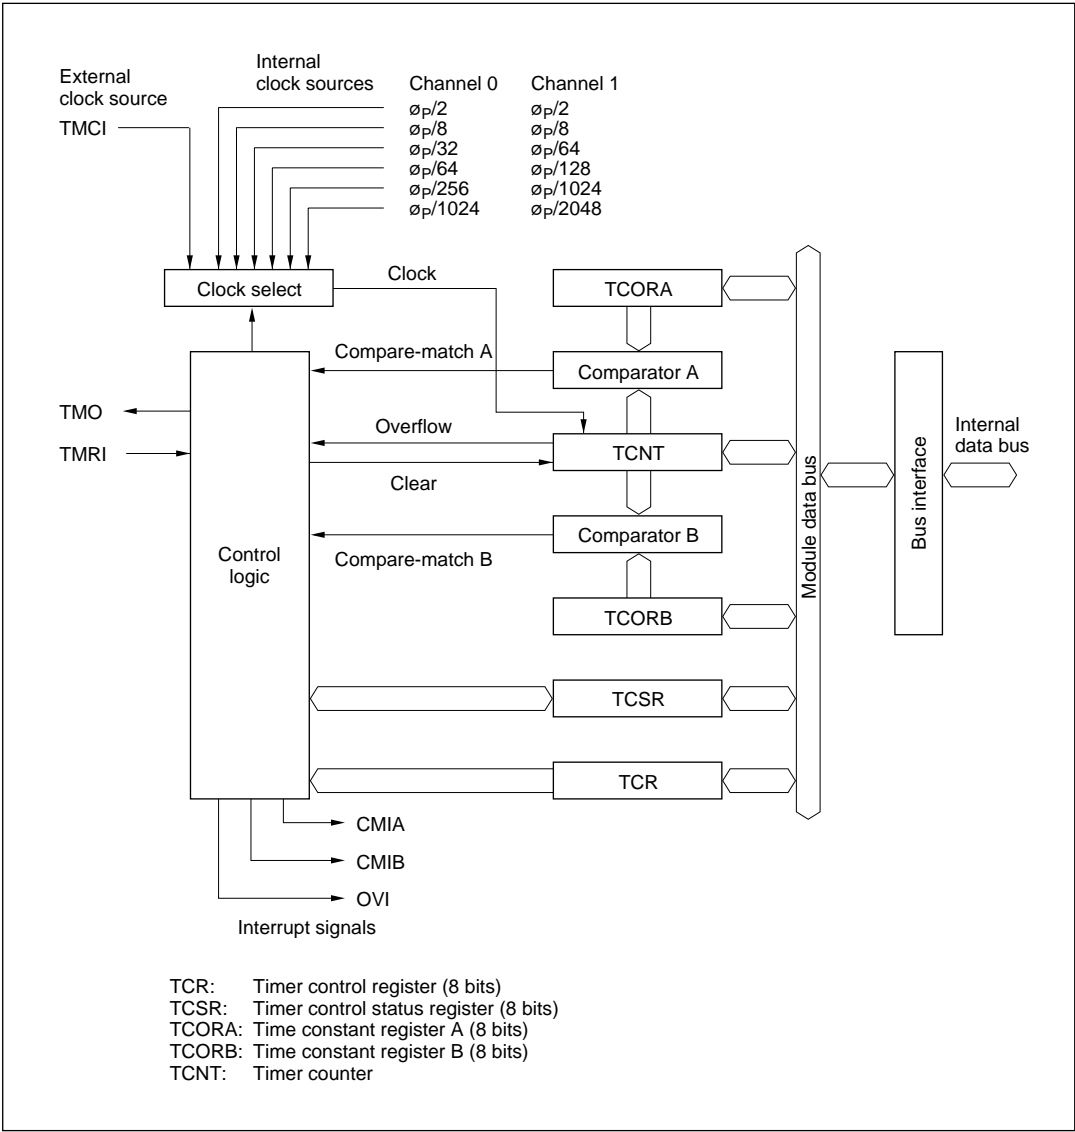 External
clock source
TMCI
Internal
clock sources
Channel 0
Channel 1
øP/2
øP/2
øP/8
øP/8
øP/32
øP/64
øP/64
øP/128
øP/256
øP/1024
øP/1024
øP/2048
Clock select
Clock
TCORA
Compare-match A
Comparator A
TMO
TMRI
Overflow
TCNT
Clear
Comparator B
Compare-match B
Control
logic
TCORB
TCSR
TCR
Module data bus
Bus interface
Internal
data bus
CMIA
CMIB
OVI
Interrupt signals
TCR: Timer control register (8 bits)
TCSR: Timer control status register (8 bits)
TCORA: Time constant register A (8 bits)
TCORB: Time constant register B (8 bits)
TCNT: Timer counter